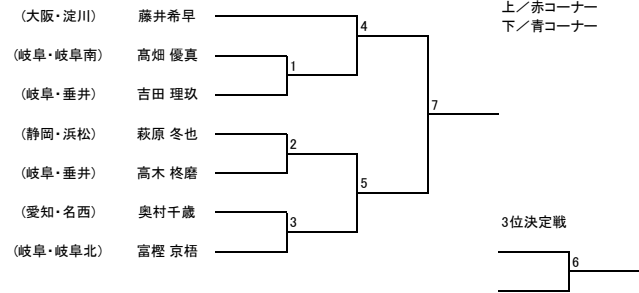 上／赤コーナー
下／青コーナー
（大阪・淀川） 藤井希早
4
（岐阜・岐阜南） 髙畑 優真
1
（岐阜・垂井） 吉田 理玖
7
（静岡・浜松） 萩原 冬也
2
（岐阜・垂井） 高木 柊磨
5
（愛知・名西） 奥村千歳
3
3位決定戦
（岐阜・岐阜北） 富樫 京梧
6